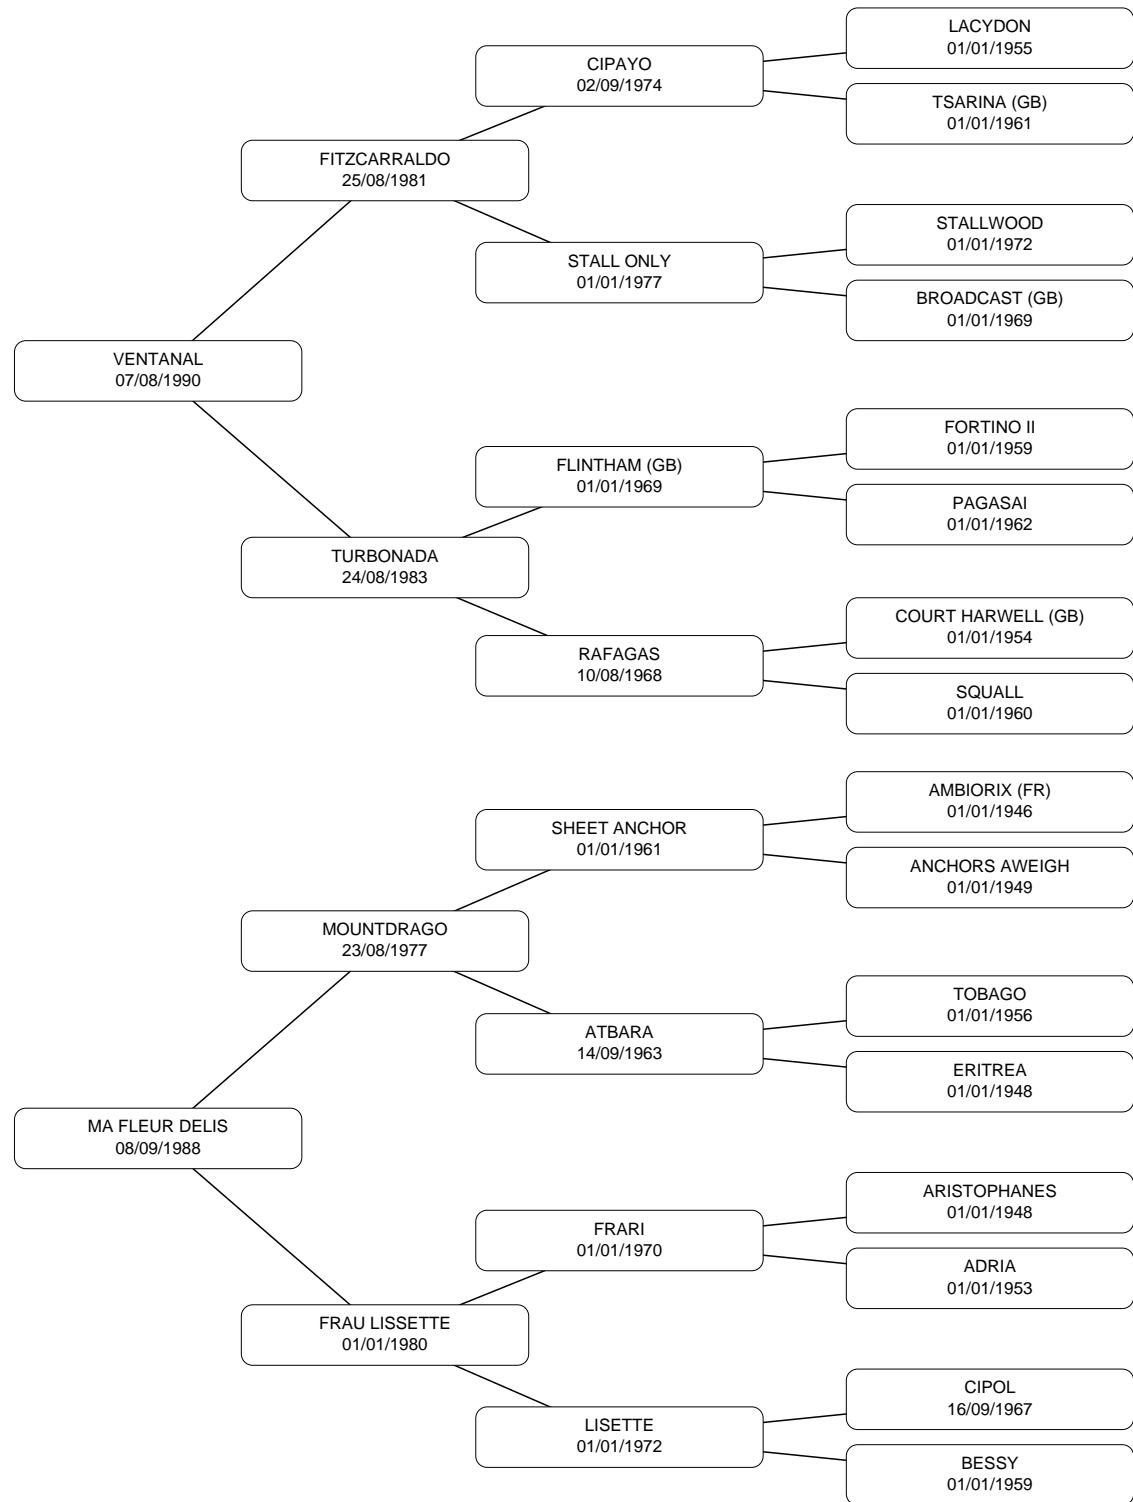 LACYDON
01/01/1955
CIPAYO
02/09/1974
TSARINA (GB)
01/01/1961
FITZCARRALDO
25/08/1981
STALLWOOD
01/01/1972
STALL ONLY
01/01/1977
BROADCAST (GB)
01/01/1969
VENTANAL
07/08/1990
FORTINO II
01/01/1959
FLINTHAM (GB)
01/01/1969
PAGASAI
01/01/1962
TURBONADA
24/08/1983
COURT HARWELL (GB)
01/01/1954
RAFAGAS
10/08/1968
SQUALL
01/01/1960
AMBIORIX (FR)
01/01/1946
SHEET ANCHOR
01/01/1961
ANCHORS AWEIGH
01/01/1949
MOUNTDRAGO
23/08/1977
TOBAGO
01/01/1956
ATBARA
14/09/1963
ERITREA
01/01/1948
MA FLEUR DELIS
08/09/1988
ARISTOPHANES
01/01/1948
FRARI
01/01/1970
ADRIA
01/01/1953
FRAU LISSETTE
01/01/1980
CIPOL
16/09/1967
LISETTE
01/01/1972
BESSY
01/01/1959